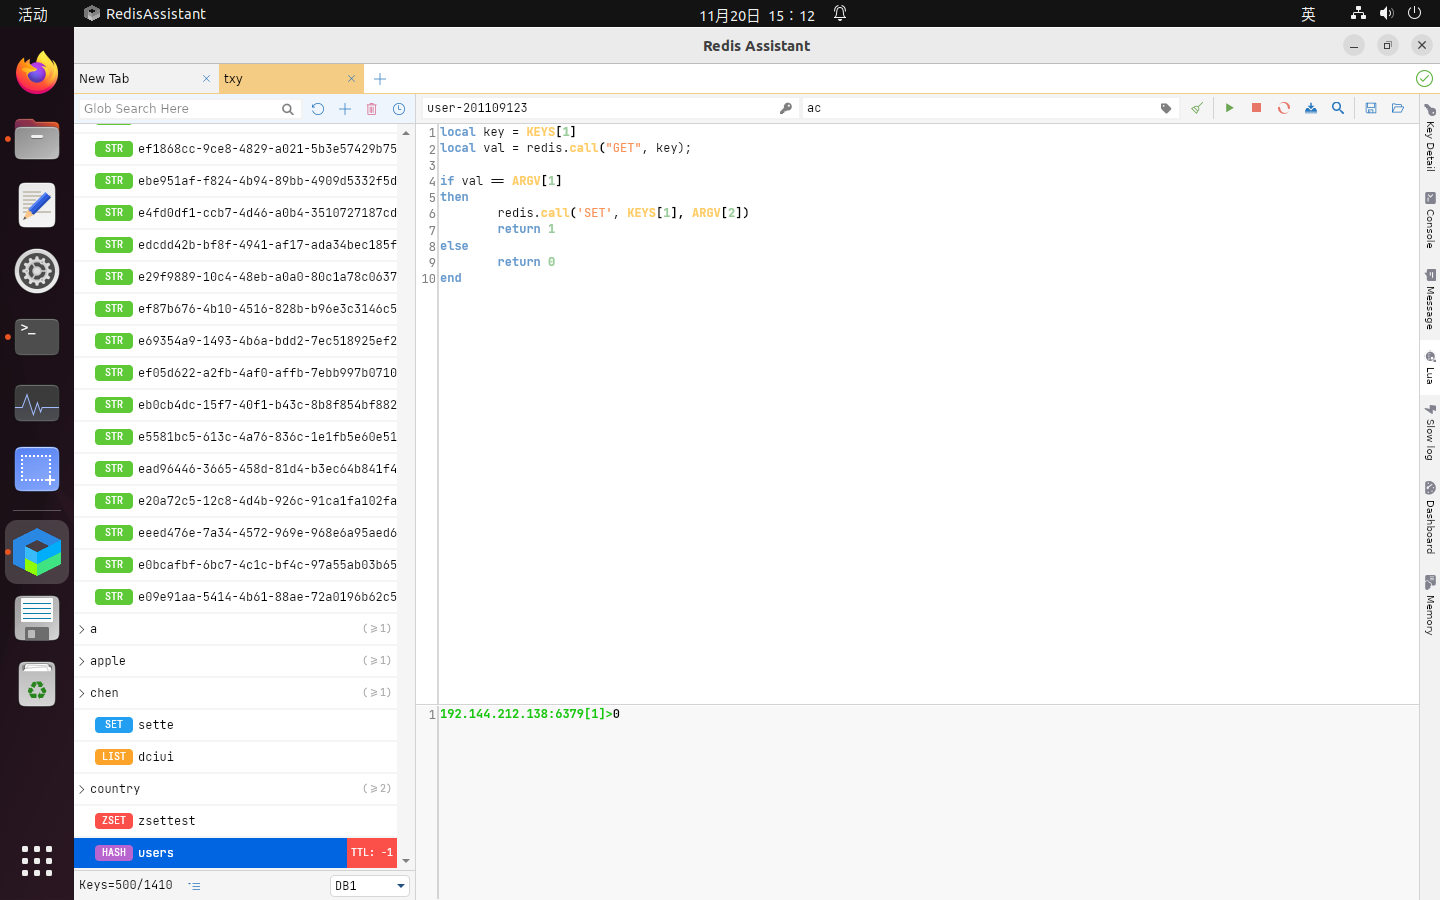 活动
RedisAssistant
11月20日 15：12
英
Redis Assistant
New Tab
txy
Glob Search Here
user-201109123
ac
STR ef1868cc-9ce8-4829-a021-5b3e57429b75
STR ebe951af-f824-4b94-89bb-4909d5332f5d
STR e4fd0df1-ccb7-4d46-a0b4-3510727187cd
STR edcdd42b-bf8f-4941-af17-ada34bec185f
STR e29f9889-10c4-48eb-a0a0-80c1a78c0637
STR ef87b676-4b10-4516-828b-b96e3c3146c5
STR e69354a9-1493-4b6a-bdd2-7ec518925ef2
STR ef05d622-a2fb-4af0-affb-7ebb997b0710
STR eb0cb4dc-15f7-40f1-b43c-8b8f854bf882
STR e5581bc5-613c-4a76-836c-1e1fb5e60e51
STR ead96446-3665-458d-81d4-b3ec64b841f4
STR e20a72c5-12c8-4d4b-926c-91ca1fa102fa
STR eeed476e-7a34-4572-969e-968e6a95aed6
STR e0bcafbf-6bc7-4c1c-bf4c-97a55ab03b65
STR e09e91aa-5414-4b61-88ae-72a0196b62c5
a (⩾1)
apple (⩾1)
chen (⩾1)
SET sette
LIST dciui
country (⩾2)
ZSET zsettest
HASH users TTL: -1
Keys=500/1410
DB1
1 local key = KEYS[1]
2 local val = redis.call("GET", key);
3
4 if val == ARGV[1]
5 then
6 redis.call('SET', KEYS[1], ARGV[2])
7 return 1
8 else
9 return 0
10 end
1 192.144.212.138:6379[1]>0
Key Detail
Console
Message
Lua
Slow log
Dashboard
Memory